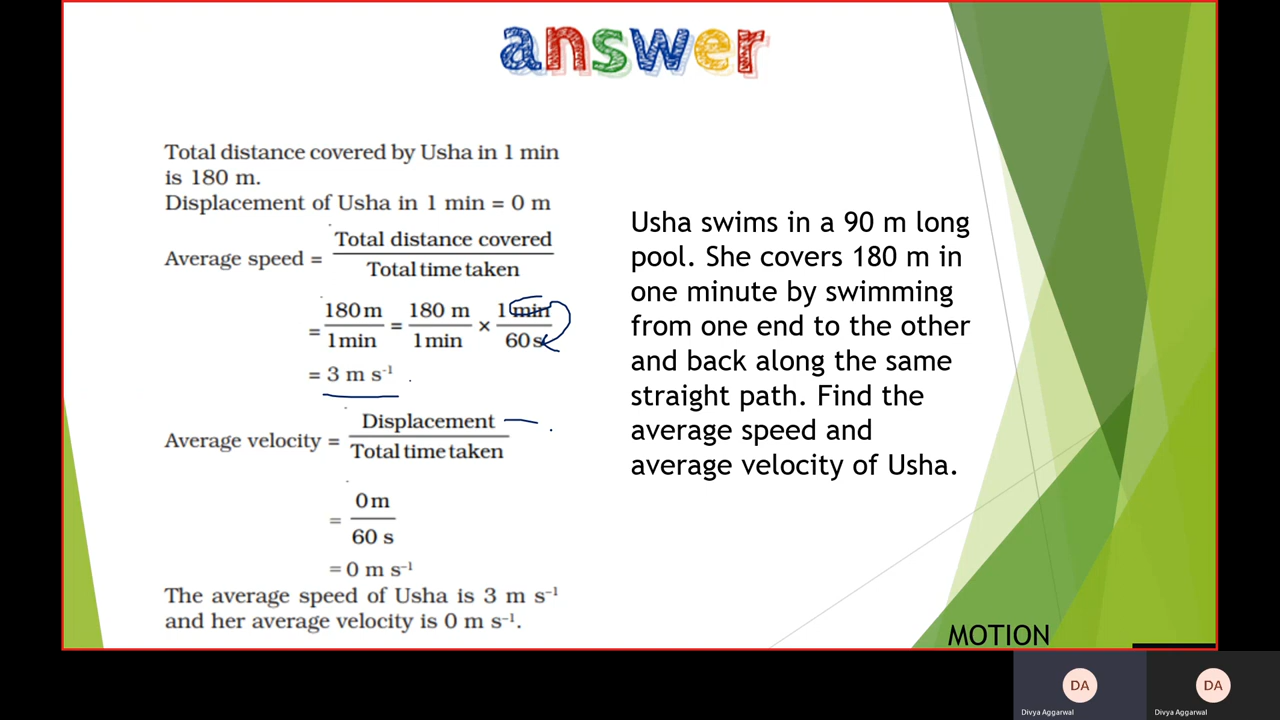 answer
Total distance covered by Usha in 1 min
is 180 m.
Displacement of Usha in 1 min = 0 m
Average speed = Total distance covered / Total time taken
= 180 m / 1 min = 180 m / 1 min × 1 min / 60 s
= 3 m s⁻¹
Average velocity = Displacement / Total time taken
= 0 m / 60 s
= 0 m s⁻¹
The average speed of Usha is 3 m s⁻¹
and her average velocity is 0 m s⁻¹.
Usha swims in a 90 m long
pool. She covers 180 m in
one minute by swimming
from one end to the other
and back along the same
straight path. Find the
average speed and
average velocity of Usha.
MOTION
DA
Divya Aggarwal
DA
Divya Aggarwal